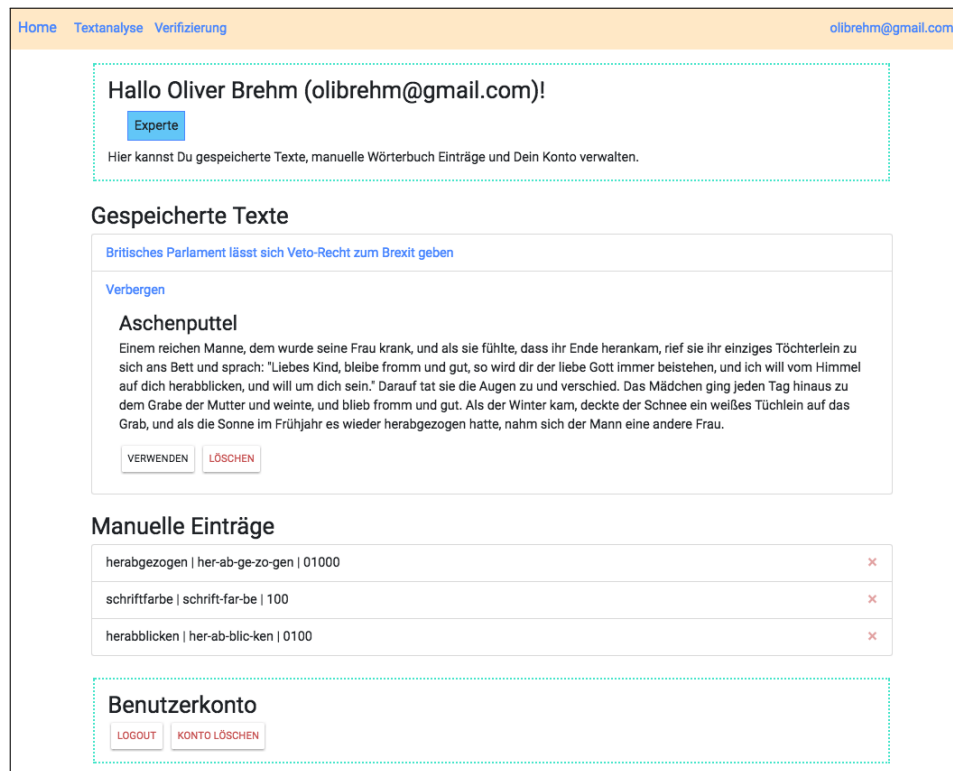 Home Textanalyse Verifizierung olibrehm@gmail.com
Hallo Oliver Brehm (olibrehm@gmail.com)!
Experte
Hier kannst Du gespeicherte Texte, manuelle Wörterbuch Einträge und Dein Konto verwalten.
Gespeicherte Texte
Britisches Parlament lässt sich Veto-Recht zum Brexit geben
Verbergen
Aschenputtel
Einem reichen Manne, dem wurde seine Frau krank, und als sie fühlte, dass ihr Ende herankam, rief sie ihr einziges Töchterlein zu
sich ans Bett und sprach: "Liebes Kind, bleibe fromm und gut, so wird dir der liebe Gott immer beistehen, und ich will vom Himmel
auf dich herabblicken, und will um dich sein." Darauf tat sie die Augen zu und verschied. Das Mädchen ging jeden Tag hinaus zu
dem Grabe der Mutter und weinte, und blieb fromm und gut. Als der Winter kam, deckte der Schnee ein weißes Tüchlein auf das
Grab, und als die Sonne im Frühjahr es wieder herabgezogen hatte, nahm sich der Mann eine andere Frau.
VERWENDEN LÖSCHEN
Manuelle Einträge
herabgezogen | her-ab-ge-zo-gen | 01000 ×
schriftfarbe | schrift-far-be | 100 ×
herabblicken | her-ab-blic-ken | 0100 ×
Benutzerkonto
LOGOUT KONTO LÖSCHEN